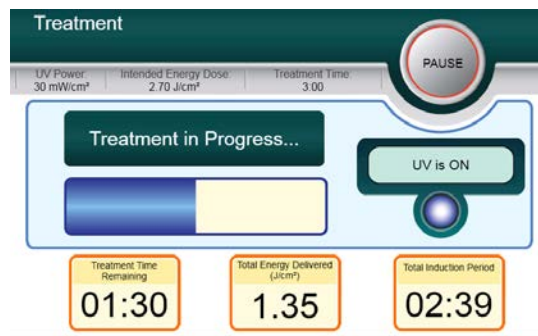 Treatment
PAUSE
UV Power: Intended Energy Dose: Treatment Time:
30 mW/cm² 2.70 J/cm² 3:00
Treatment in Progress...
UV is ON
Treatment Time
Remaining
01:30
Total Energy Delivered
(J/cm²)
1.35
Total Induction Period
02:39